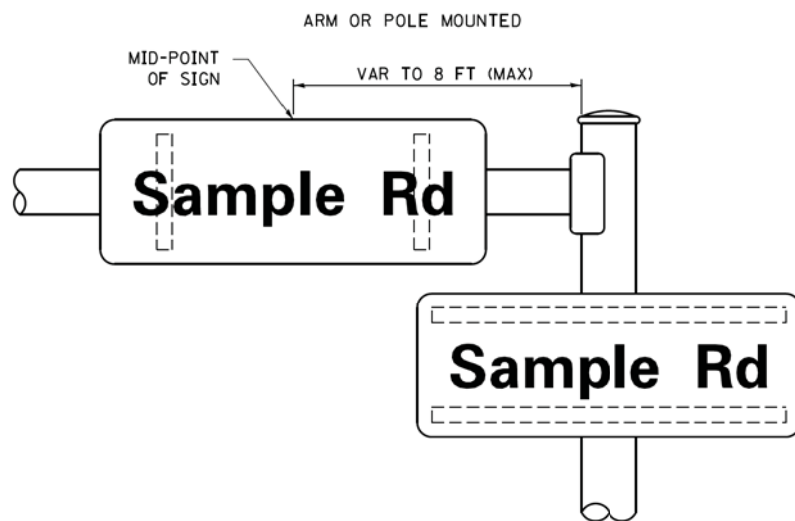 ARM OR POLE MOUNTED
MID-POINT
OF SIGN
VAR TO 8 FT (MAX)
Sample Rd
Sample Rd